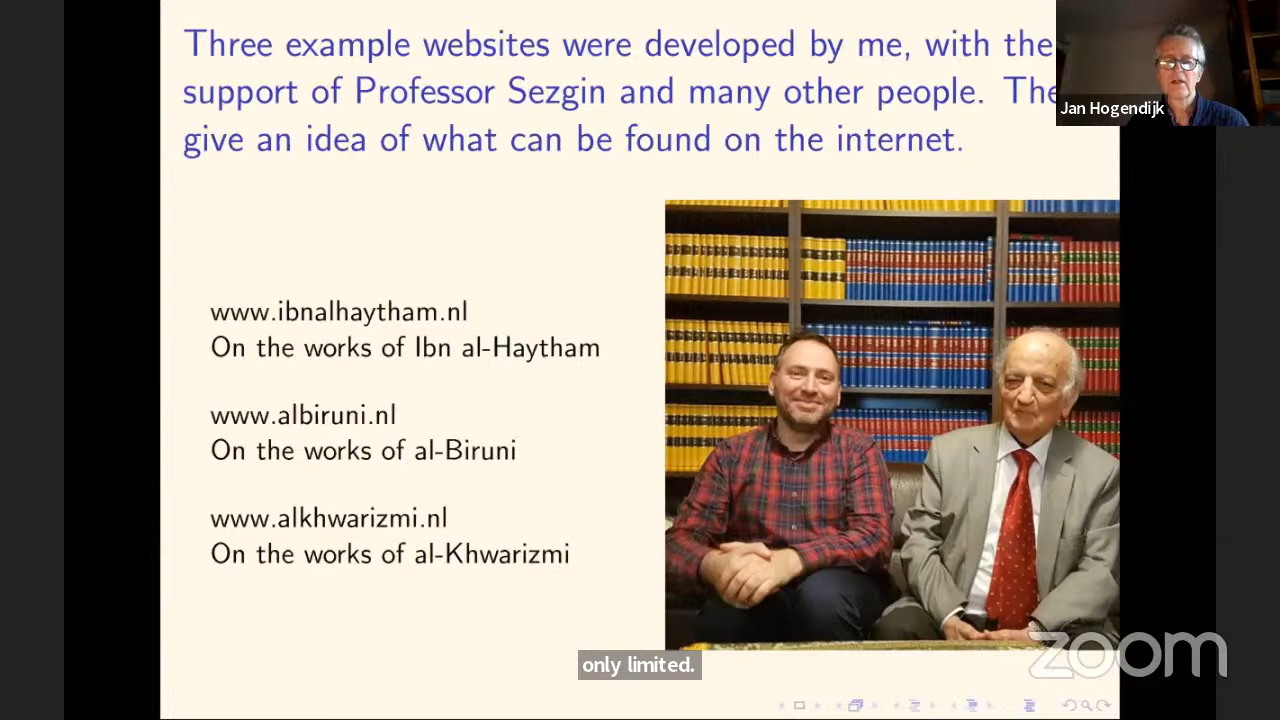 Three example websites were developed by me, with the
support of Professor Sezgin and many other people.
give an idea of what can be found on the internet.
Jan Hogendijk
www.ibnalhaytham.nl
On the works of Ibn al-Haytham
www.albiruni.nl
On the works of al-Biruni
www.alkhwarizmi.nl
On the works of al-Khwarizmi
only limited.
zoom